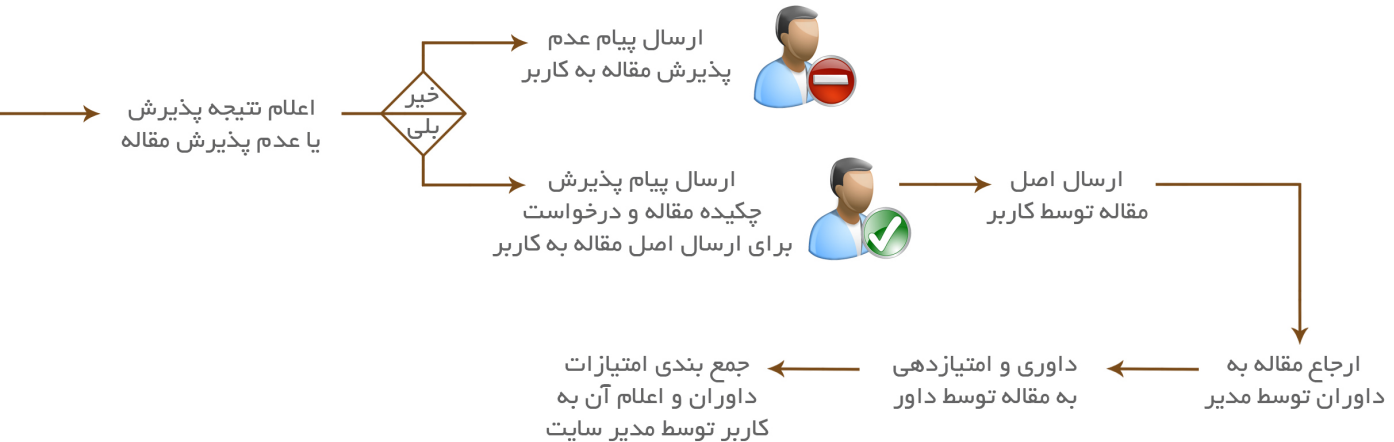 اعلام نتیجه پذیرش
یا عدم پذیرش مقاله
خیر
بلی
ارسال پیام عدم
پذیرش مقاله به کاربر
ارسال پیام پذیرش
چکیده مقاله و درخواست
برای ارسال اصل مقاله به کاربر
ارسال اصل
مقاله توسط کاربر
ارجاع مقاله به
داوران توسط مدیر
داوری و امتیازدهی
به مقاله توسط داور
جمع بندی امتیازات
داوران و اعلام آن به
کاربر توسط مدیر سایت